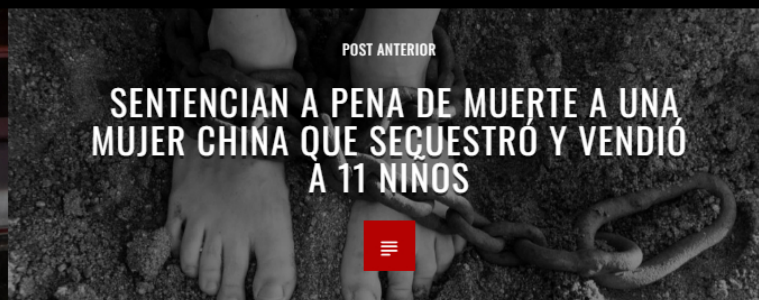 POST ANTERIOR
SENTENCIAN A PENA DE MUERTE A UNA
MUJER CHINA QUE SECUESTRÓ Y VENDIÓ
A 11 NIÑOS